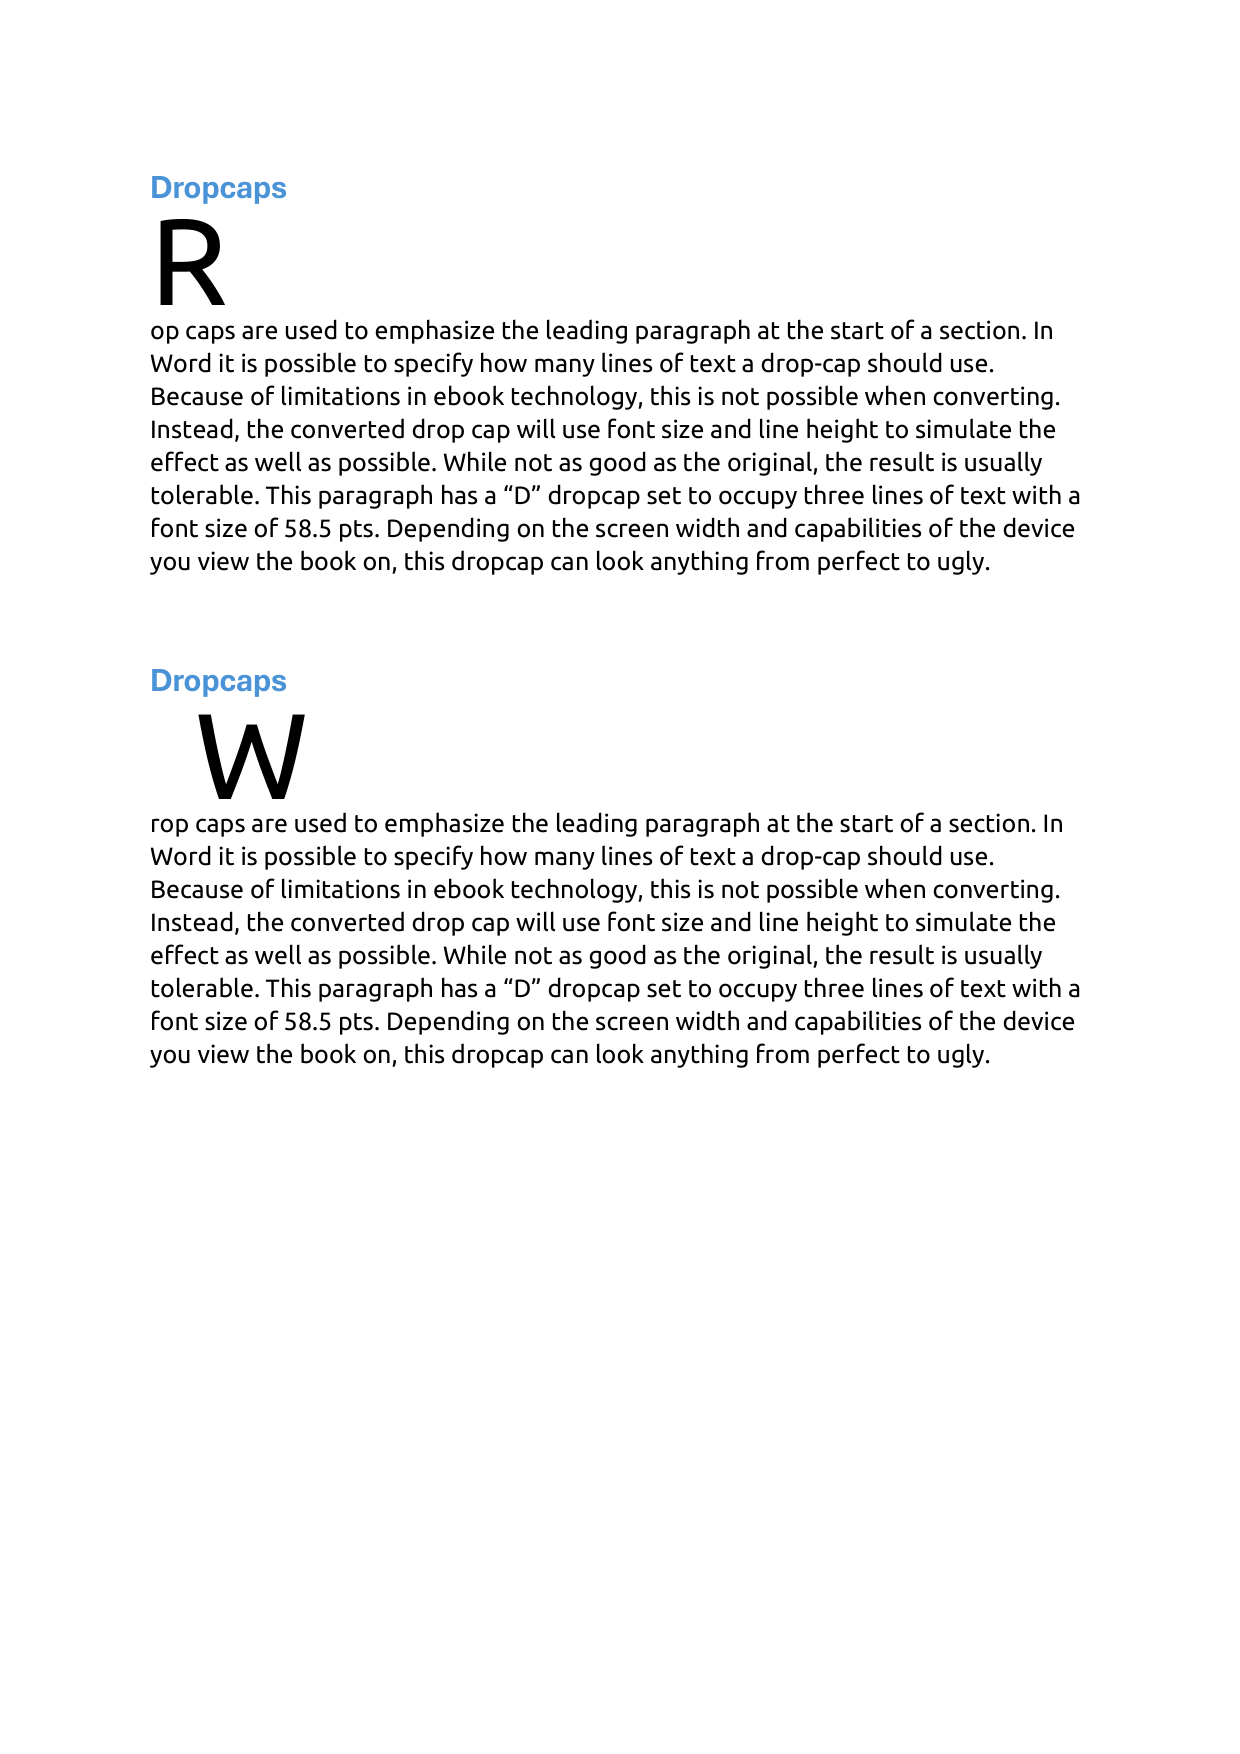 Dropcaps
R
op caps are used to emphasize the leading paragraph at the start of a section. In
Word it is possible to specify how many lines of text a drop-cap should use.
Because of limitations in ebook technology, this is not possible when converting.
Instead, the converted drop cap will use font size and line height to simulate the
effect as well as possible. While not as good as the original, the result is usually
tolerable. This paragraph has a “D” dropcap set to occupy three lines of text with a
font size of 58.5 pts. Depending on the screen width and capabilities of the device
you view the book on, this dropcap can look anything from perfect to ugly.
Dropcaps
W
rop caps are used to emphasize the leading paragraph at the start of a section. In
Word it is possible to specify how many lines of text a drop-cap should use.
Because of limitations in ebook technology, this is not possible when converting.
Instead, the converted drop cap will use font size and line height to simulate the
effect as well as possible. While not as good as the original, the result is usually
tolerable. This paragraph has a “D” dropcap set to occupy three lines of text with a
font size of 58.5 pts. Depending on the screen width and capabilities of the device
you view the book on, this dropcap can look anything from perfect to ugly.